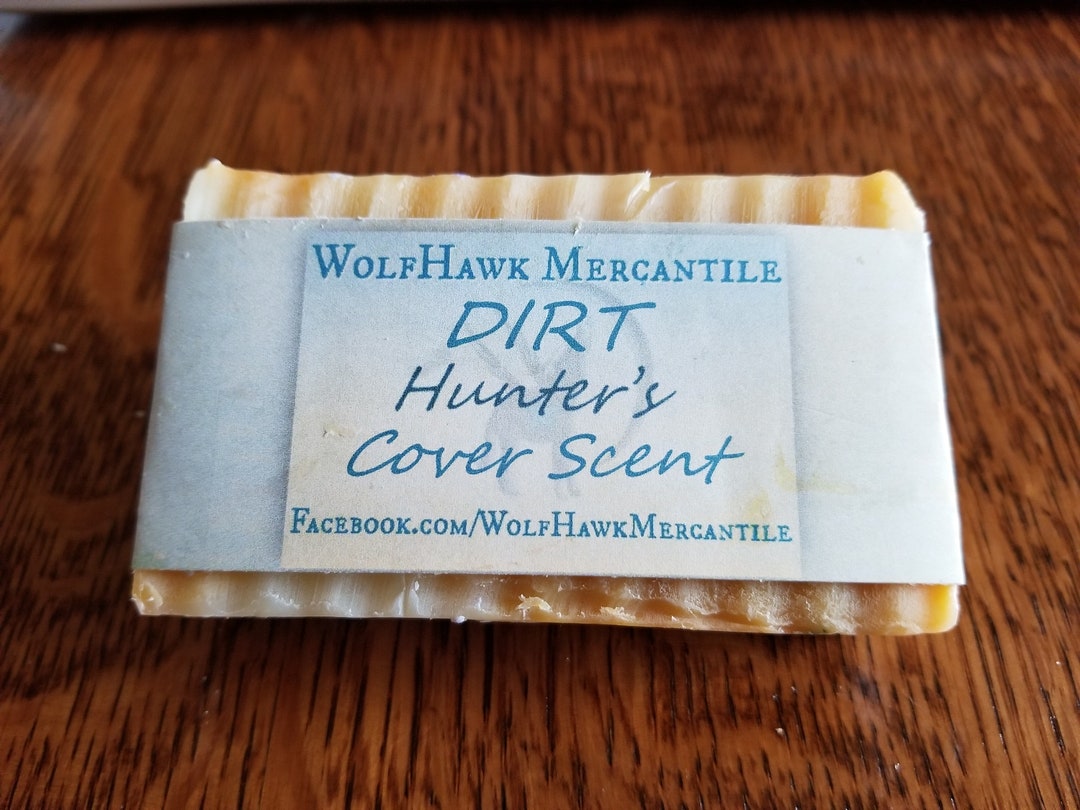 WolfHawk Mercantile
DIRT
Hunter's
Cover Scent
Facebook.com/WolfHawkMercantile